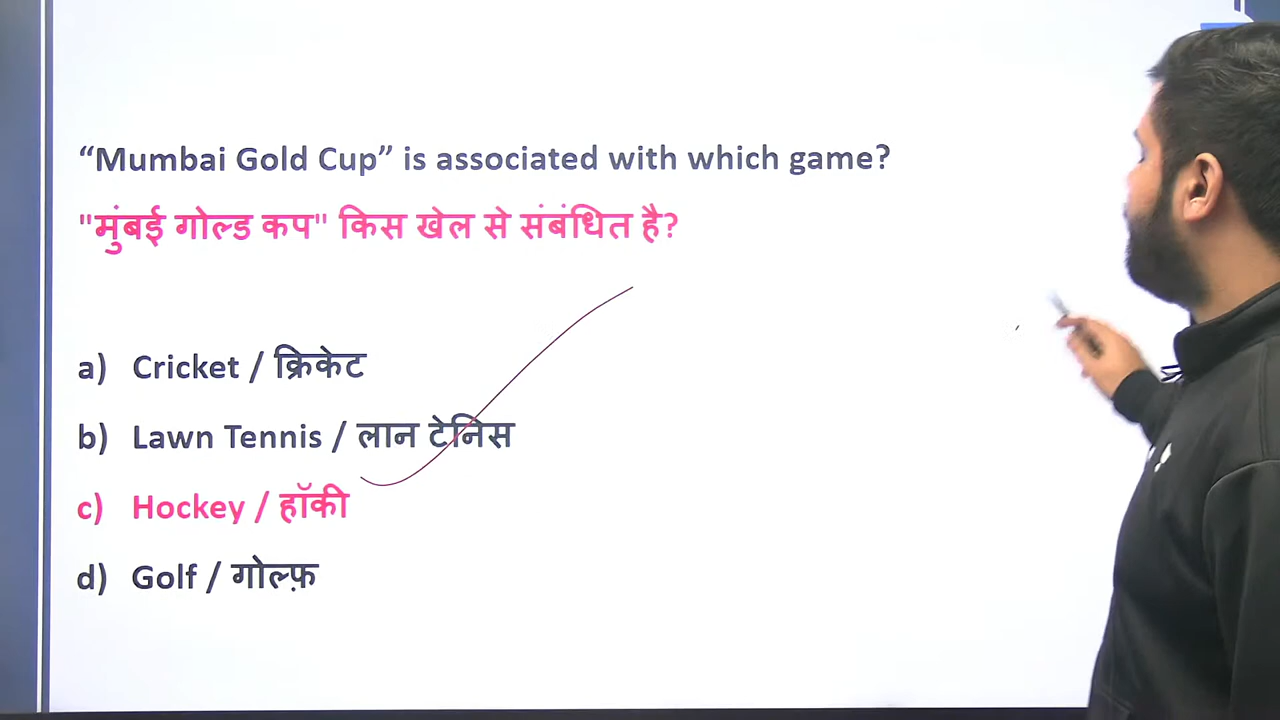 “Mumbai Gold Cup” is associated with which game?
"मुंबई गोल्ड कप" किस खेल से संबंधित है?
a) Cricket / क्रिकेट
b) Lawn Tennis / लान टेनिस
c) Hockey / हॉकी
d) Golf / गोल्फ़